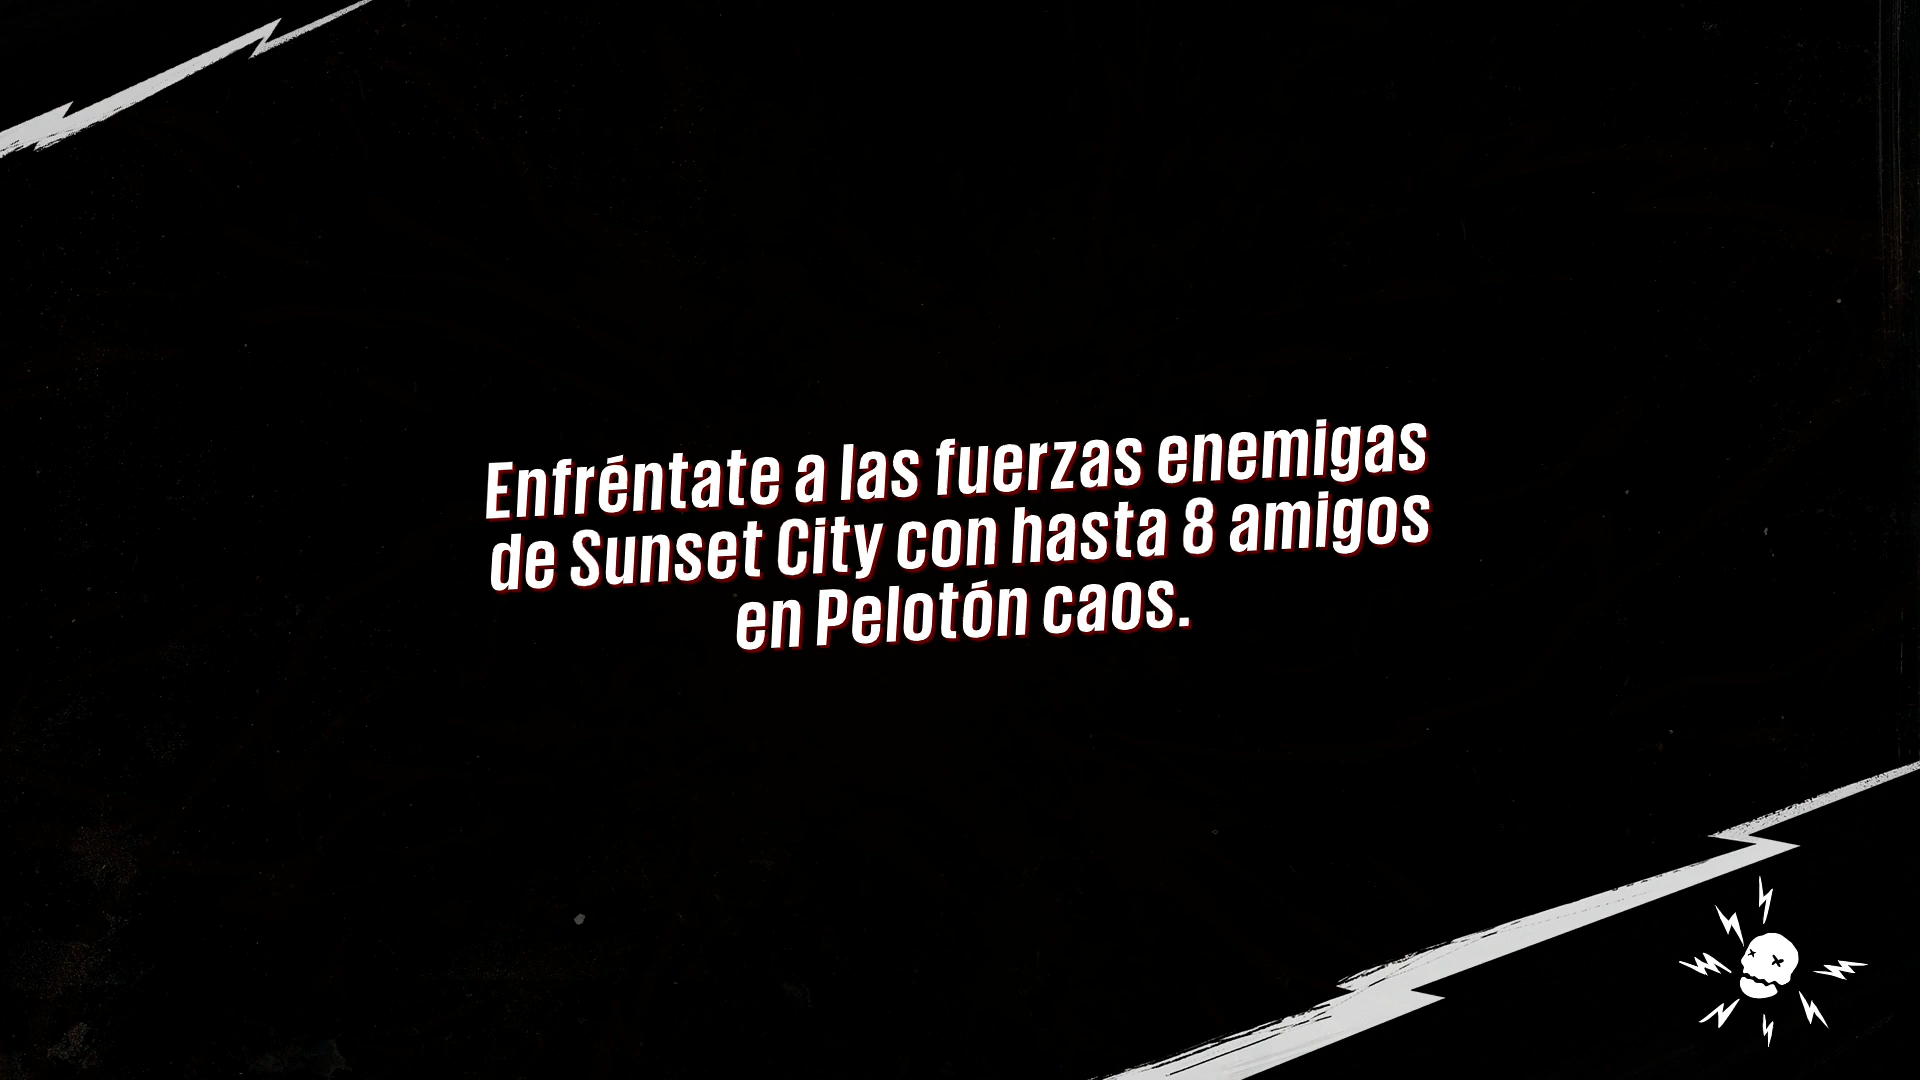 Enfréntate a las fuerzas enemigas
de Sunset City con hasta 8 amigos
en Pelotón caos.